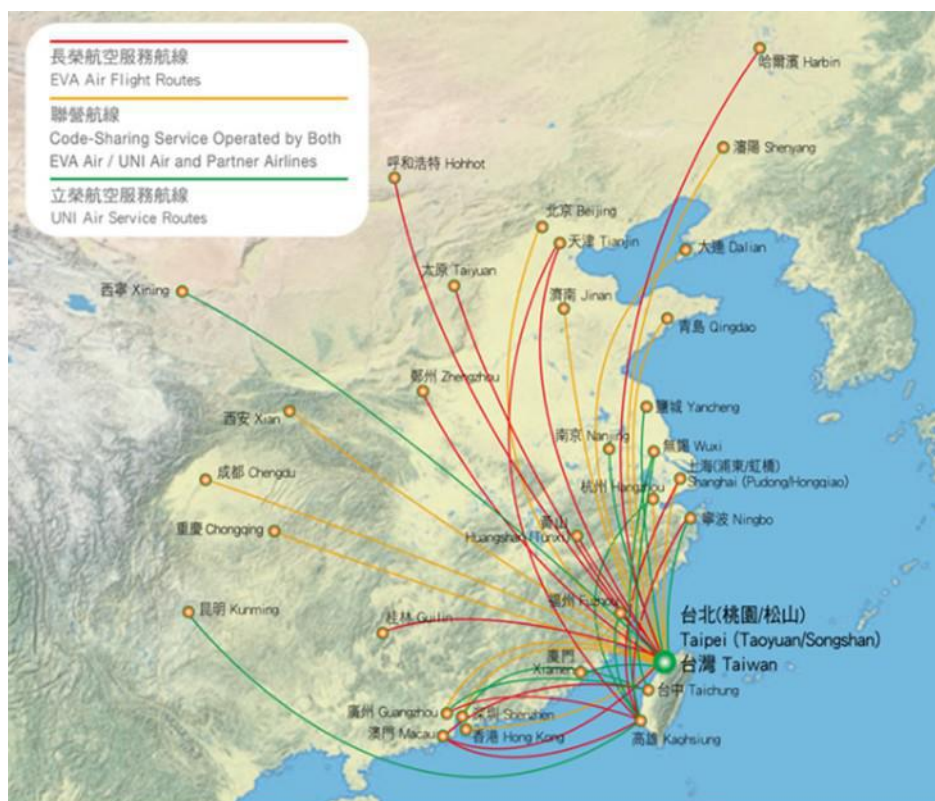 長榮航空服務航線
EVA Air Flight Routes
聯營航線
Code-Sharing Service Operated by Both
EVA Air / UNI Air and Partner Airlines
立榮航空服務航線
UNI Air Service Routes
哈爾濱 Harbin
瀋陽 Shenyang
呼和浩特 Hohhot
北京 Beijing
天津 Tianjin
大連 Dalian
太原 Taiyuan
西寧 Xining
濟南 Jinan
青島 Qingdao
鄭州 Zhengzhou
鹽城 Yancheng
西安 Xian
南京 Nanjing
無錫 Wuxi
上海(浦東/虹橋)
Shanghai (Pudong/Hongqiao)
成都 Chengdu
杭州 Hangzhou
寧波 Ningbo
重慶 Chongqing
黃山
Huangshan (Tunxi)
福州 Fuzhou
昆明 Kunming
桂林 Guilin
台北(桃園/松山)
Taipei (Taoyuan/Songshan)
台灣 Taiwan
廈門
Xiamen
台中 Taichung
廣州 Guangzhou
深圳 Shenzhen
澳門 Macau
香港 Hong Kong
高雄 Kaohsiung